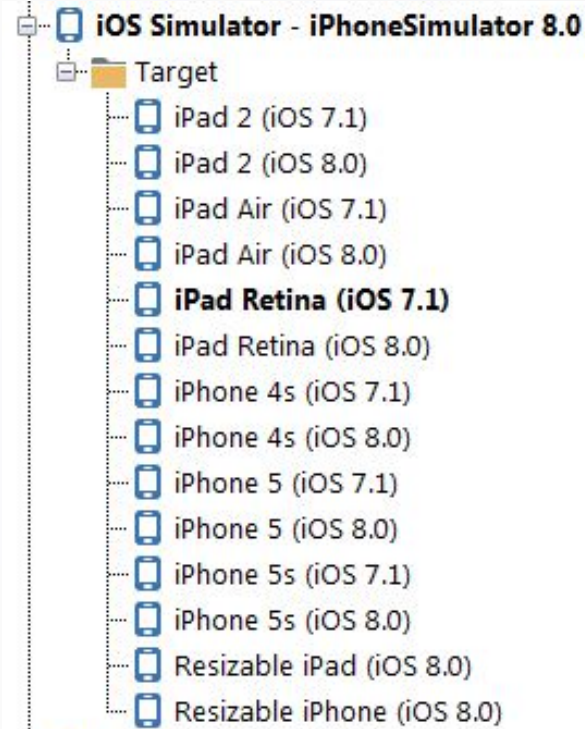 iOS Simulator - iPhoneSimulator 8.0
Target
iPad 2 (iOS 7.1)
iPad 2 (iOS 8.0)
iPad Air (iOS 7.1)
iPad Air (iOS 8.0)
iPad Retina (iOS 7.1)
iPad Retina (iOS 8.0)
iPhone 4s (iOS 7.1)
iPhone 4s (iOS 8.0)
iPhone 5 (iOS 7.1)
iPhone 5 (iOS 8.0)
iPhone 5s (iOS 7.1)
iPhone 5s (iOS 8.0)
Resizable iPad (iOS 8.0)
Resizable iPhone (iOS 8.0)